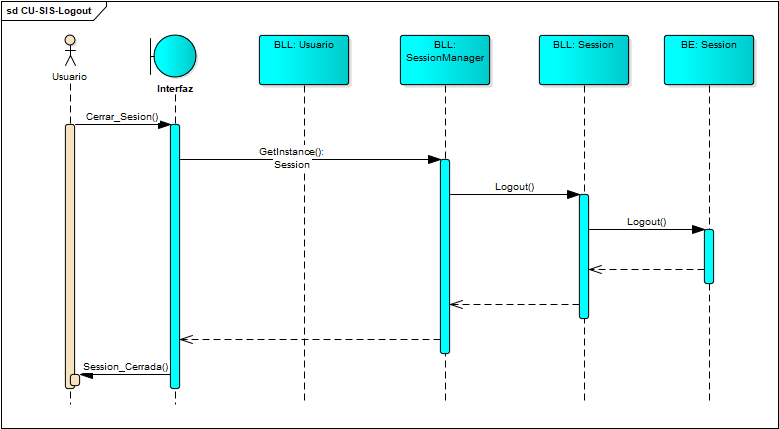 sd CU-SIS-Logout
Usuario
Interfaz
BLL: Usuario
BLL:
SessionManager
BLL: Session
BE: Session
Cerrar_Sesion()
GetInstance():
Session
Logout()
Logout()
Session_Cerrada()